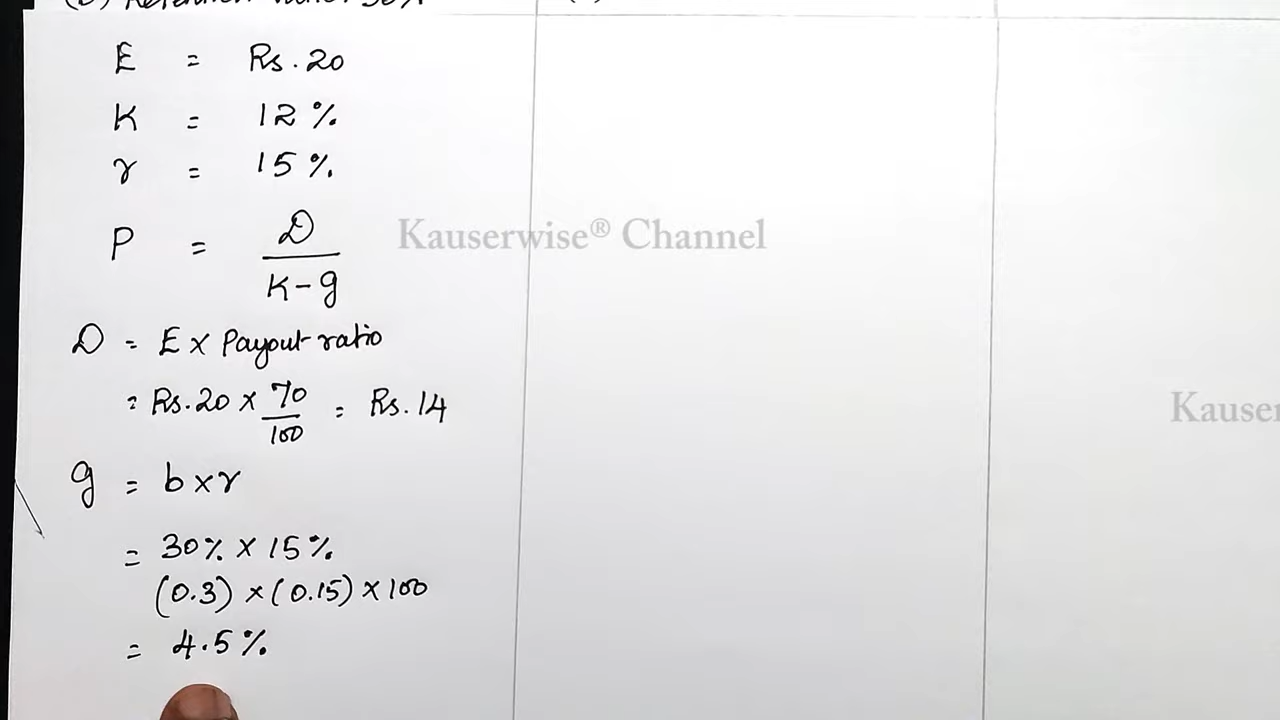 E = Rs. 20
K = 12 %
r = 15 %
P = D
K - g
Kauserwise® Channel
D = E x Payout ratio
= Rs. 20 x 70 = Rs. 14
100
Kauser
g = b x r
= 30% x 15%
(0.3) x (0.15) x 100
= 4.5 %